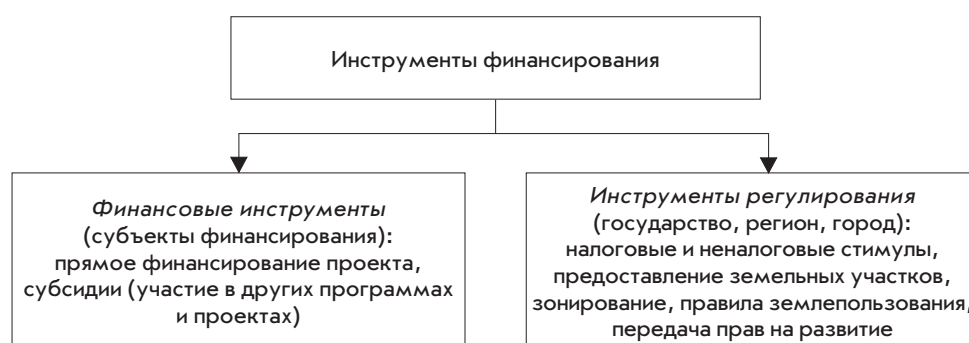 Инструменты финансирования
Финансовые инструменты
(субъекты финансирования):
прямое финансирование проекта,
субсидии (участие в других программах
и проектах)
Инструменты регулирования
(государство, регион, город):
налоговые и неналоговые стимулы,
предоставление земельных участков,
зонирование, правила землепользования,
передача прав на развитие